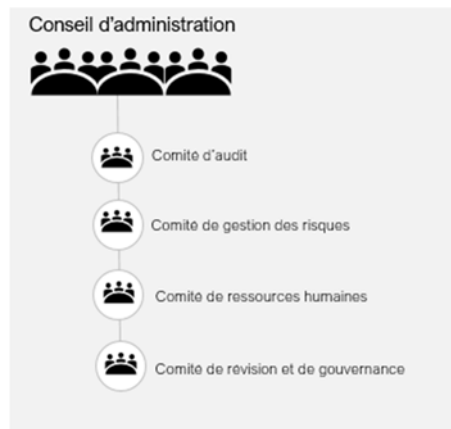 Conseil d'administration
Comité d'audit
Comité de gestion des risques
Comité de ressources humaines
Comité de révision et de gouvernance